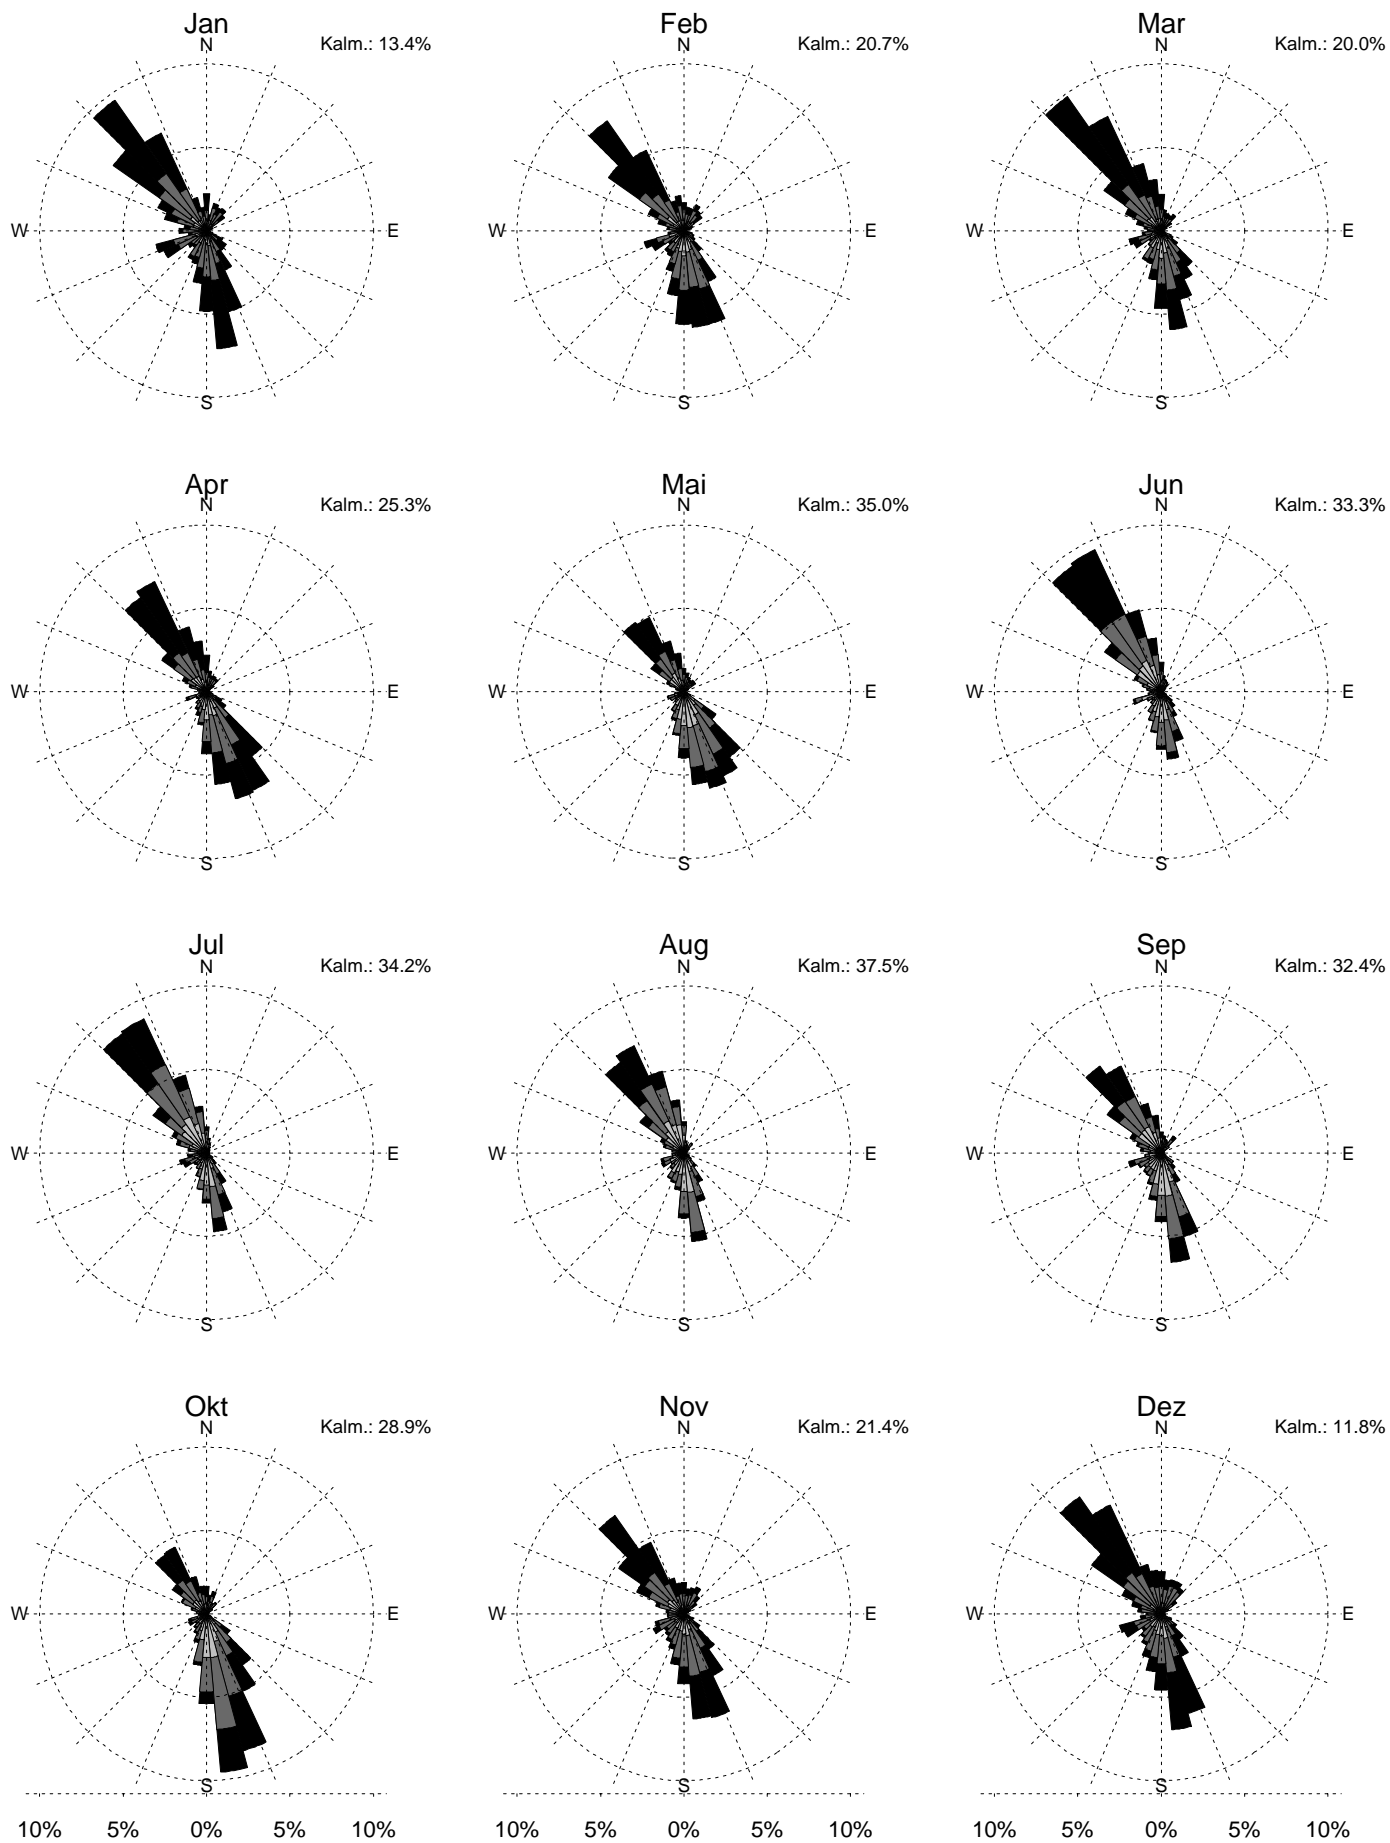 Jan
N
Kalm.: 13.4%
W
E
S
Feb
N
Kalm.: 20.7%
W
E
S
Mar
N
Kalm.: 20.0%
W
E
S
Apr
N
Kalm.: 25.3%
W
E
S
Mai
N
Kalm.: 35.0%
W
E
S
Jun
N
Kalm.: 33.3%
W
E
S
Jul
N
Kalm.: 34.2%
W
E
S
Aug
N
Kalm.: 37.5%
W
E
S
Sep
N
Kalm.: 32.4%
W
E
S
Okt
N
Kalm.: 28.9%
W
E
S
10% 5% 0% 5% 10%
Nov
N
Kalm.: 21.4%
W
E
S
10% 5% 0% 5% 10%
Dez
N
Kalm.: 11.8%
W
E
S
10% 5% 0% 5% 10%